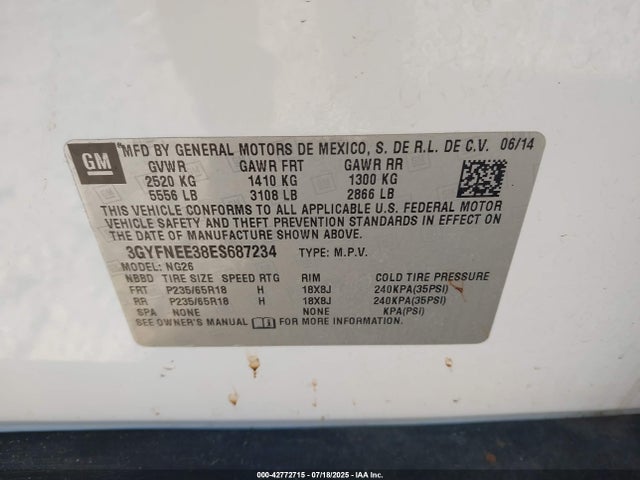 GM
MFD BY GENERAL MOTORS DE MEXICO, S. DE R.L. DE C.V. 06/14
GVWR GAWR FRT GAWR RR
2520 KG 1410 KG 1300 KG
5556 LB 3108 LB 2866 LB
THIS VEHICLE CONFORMS TO ALL APPLICABLE U.S. FEDERAL MOTOR
VEHICLE SAFETY AND THEFT PREVENTION STANDARDS IN EFFECT ON
THE DATE OF MANUFACTURE SHOWN ABOVE.
3GYFNEE38ES687234 TYPE: M.P.V.
MODEL: NG26
NBBD TIRE SIZE SPEED RTG RIM COLD TIRE PRESSURE
FRT P235/65R18 H 18X8J 240KPA(35PSI)
RR P235/65R18 H 18X8J 240KPA(35PSI)
SPA NONE NONE KPA(PSI)
SEE OWNER'S MANUAL i FOR MORE INFORMATION.
000-42772715 - 07/18/2025 - IAA Inc.